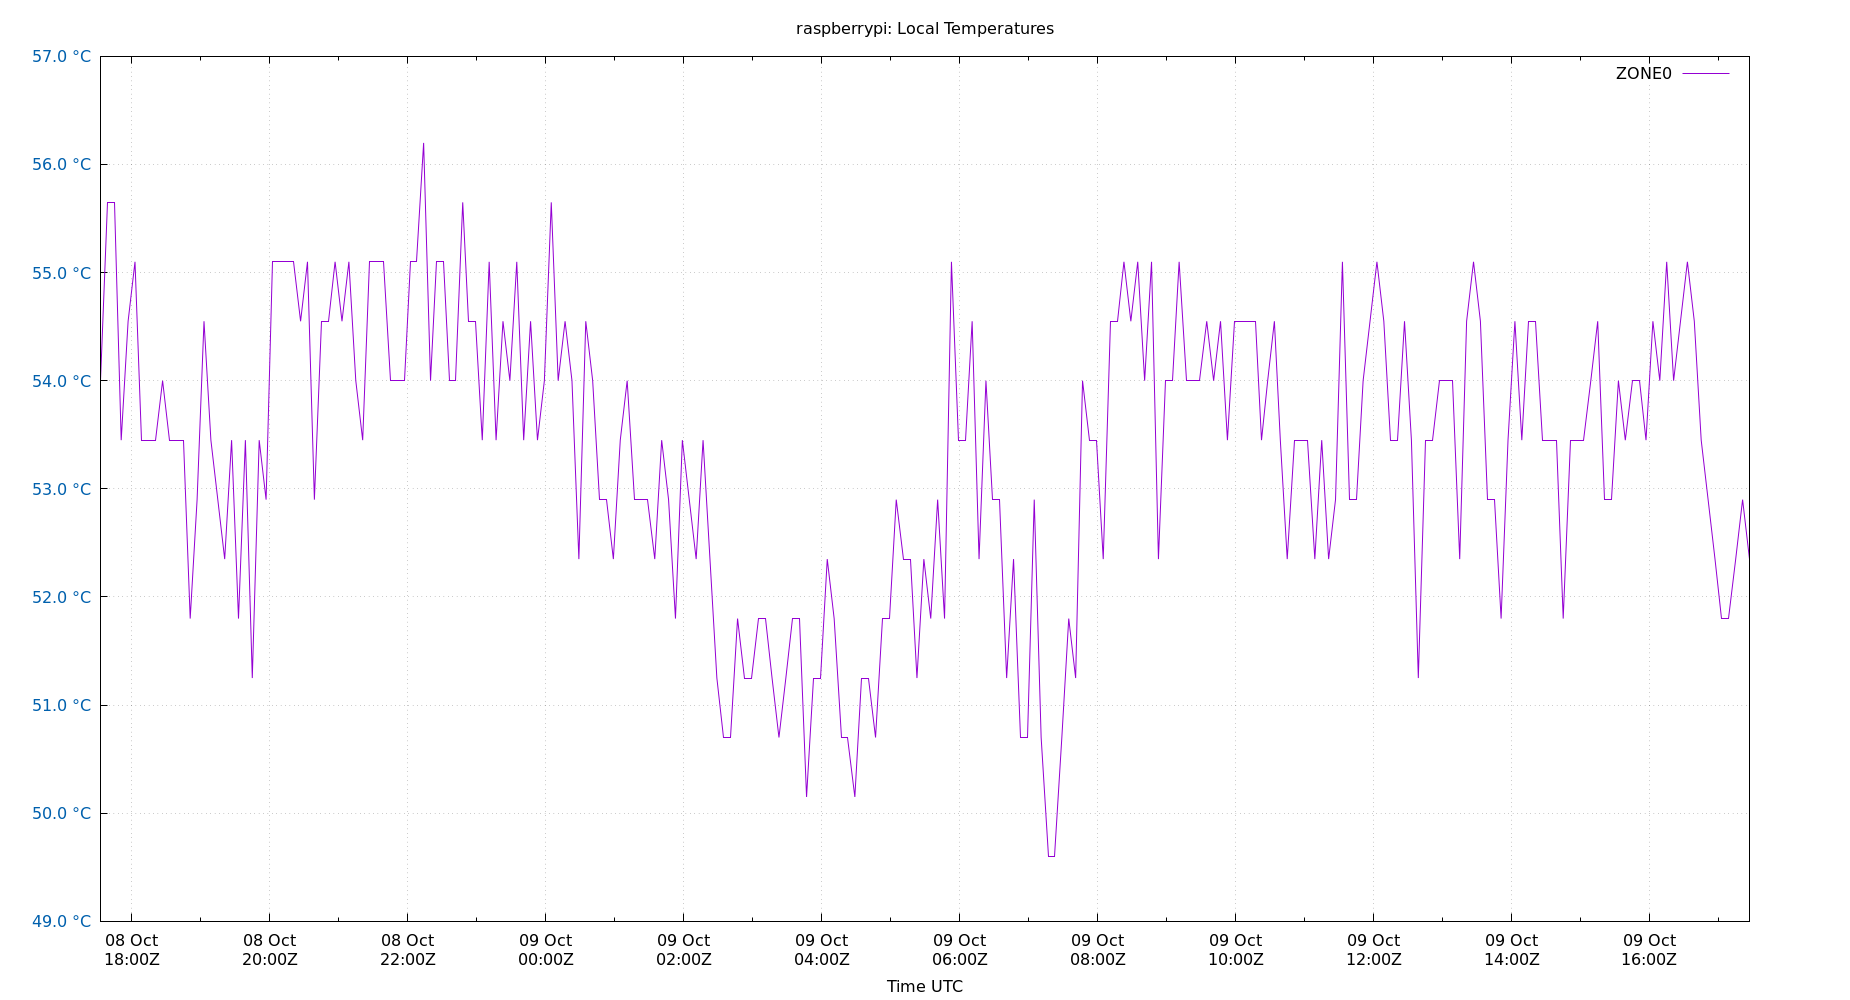 raspberrypi: Local Temperatures
ZONE0
57.0 °C
56.0 °C
55.0 °C
54.0 °C
53.0 °C
52.0 °C
51.0 °C
50.0 °C
49.0 °C
08 Oct 08 Oct 08 Oct 09 Oct 09 Oct 09 Oct 09 Oct 09 Oct 09 Oct 09 Oct 09 Oct 09 Oct
18:00Z 20:00Z 22:00Z 00:00Z 02:00Z 04:00Z 06:00Z 08:00Z 10:00Z 12:00Z 14:00Z 16:00Z
Time UTC